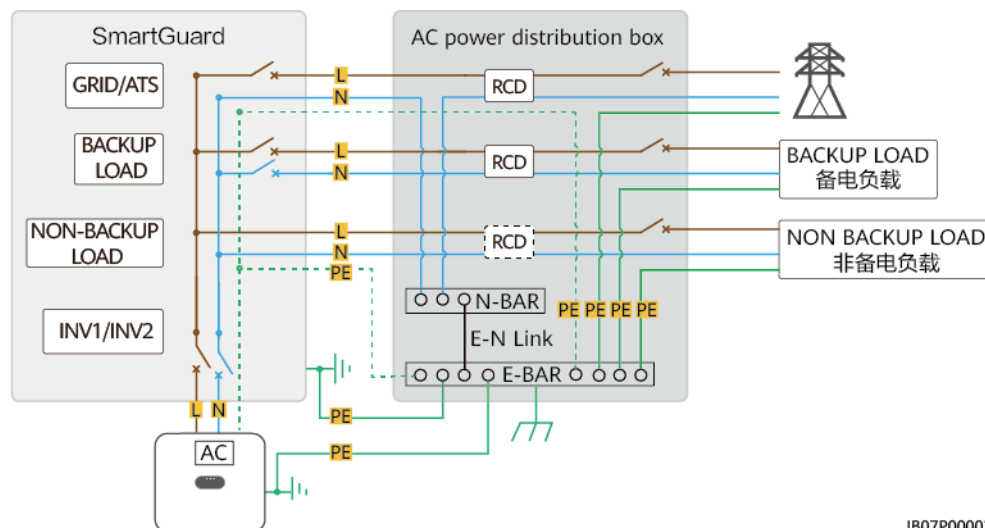 SmartGuard
AC power distribution box
GRID/ATS
L
N
RCD
BACKUP
LOAD
L
N
RCD
BACKUP LOAD
备电负载
NON-BACKUP
LOAD
L
N
PE
RCD
NON BACKUP LOAD
非备电负载
N-BAR
PE PE PE PE
INV1/INV2
E-N Link
E-BAR
L N
PE
AC
PE